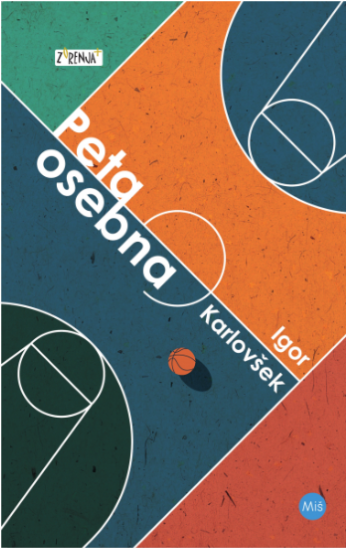 ZORENJA+
Peta
osebna
Igor
Karlovšek
Miš